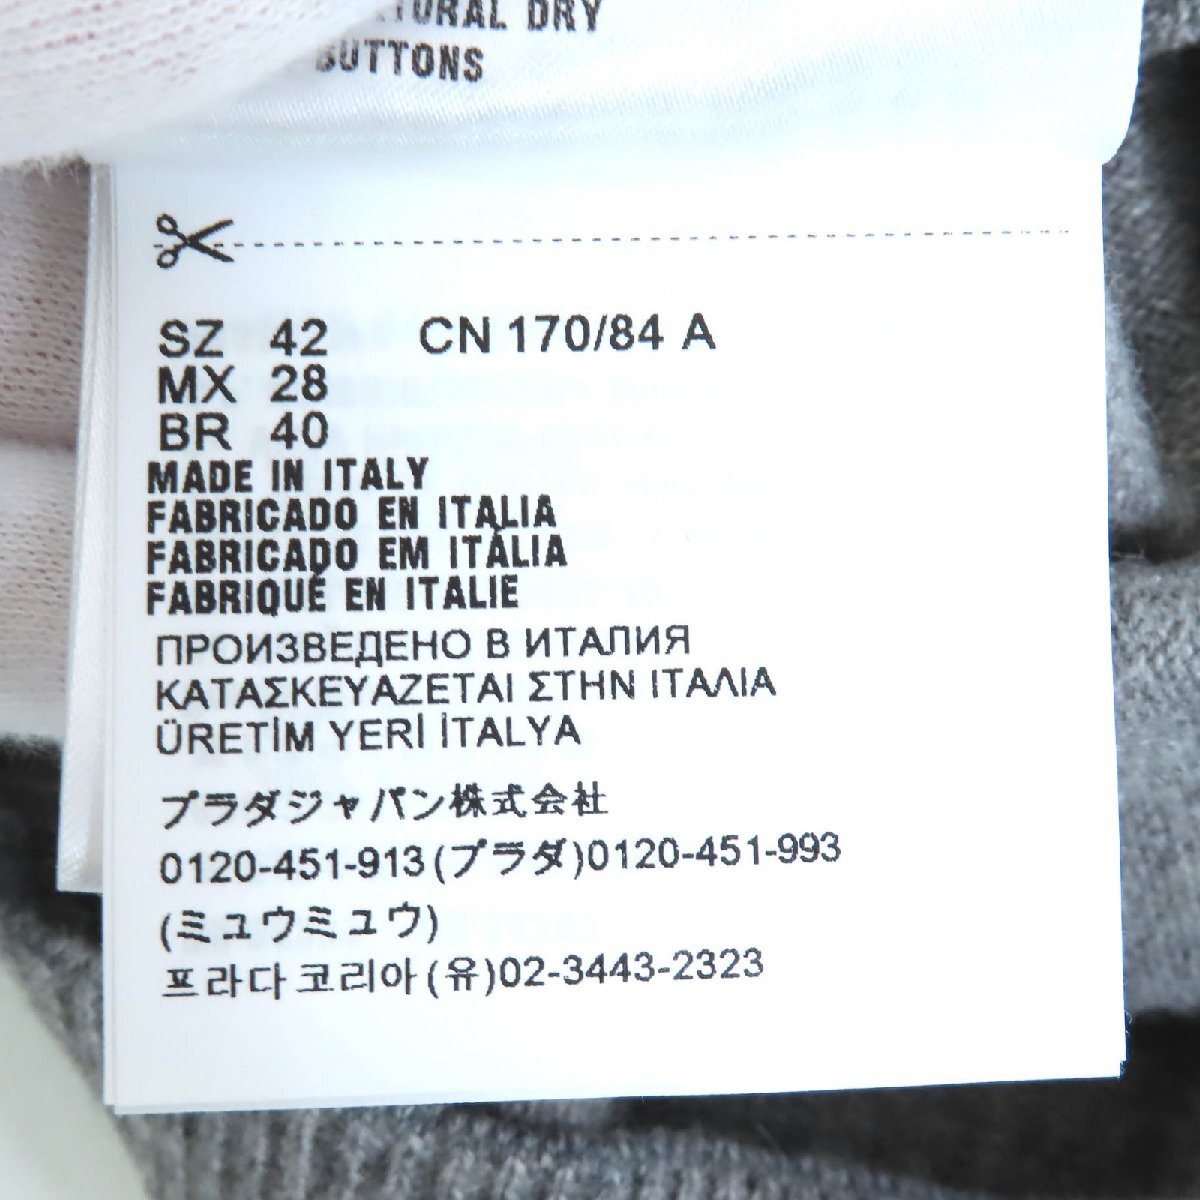 DRY
BUTTONS
SZ 42 CN 170/84 A
MX 28
BR 40
MADE IN ITALY
FABRICADO EN ITALIA
FABRICADO EM ITÁLIA
FABRIQUÉ EN ITALIE
ПРОИЗВЕДЕНО В ИТАЛИЯ
ΚΑΤΑΣΚΕΥΑΖΕΤΑΙ ΣΤΗΝ ΙΤΑΛΙΑ
ÜRETİM YERİ İTALYA
プラダジャパン株式会社
0120-451-913(プラダ)0120-451-993
(ミュウミュウ)
프라다코리아(유)02-3443-2323